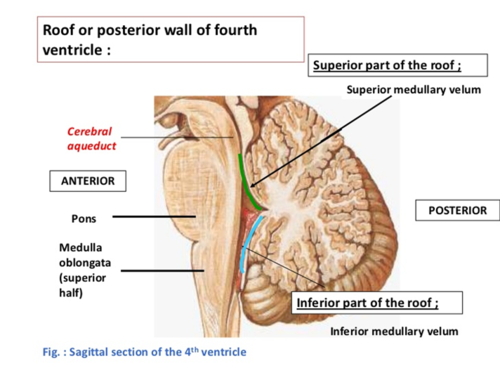 Roof or posterior wall of fourth
ventricle :
Superior part of the roof ;
Superior medullary velum
Cerebral
aqueduct
ANTERIOR
POSTERIOR
Pons
Medulla
oblongata
(superior
half)
Inferior part of the roof ;
Inferior medullary velum
Fig. : Sagittal section of the 4th ventricle